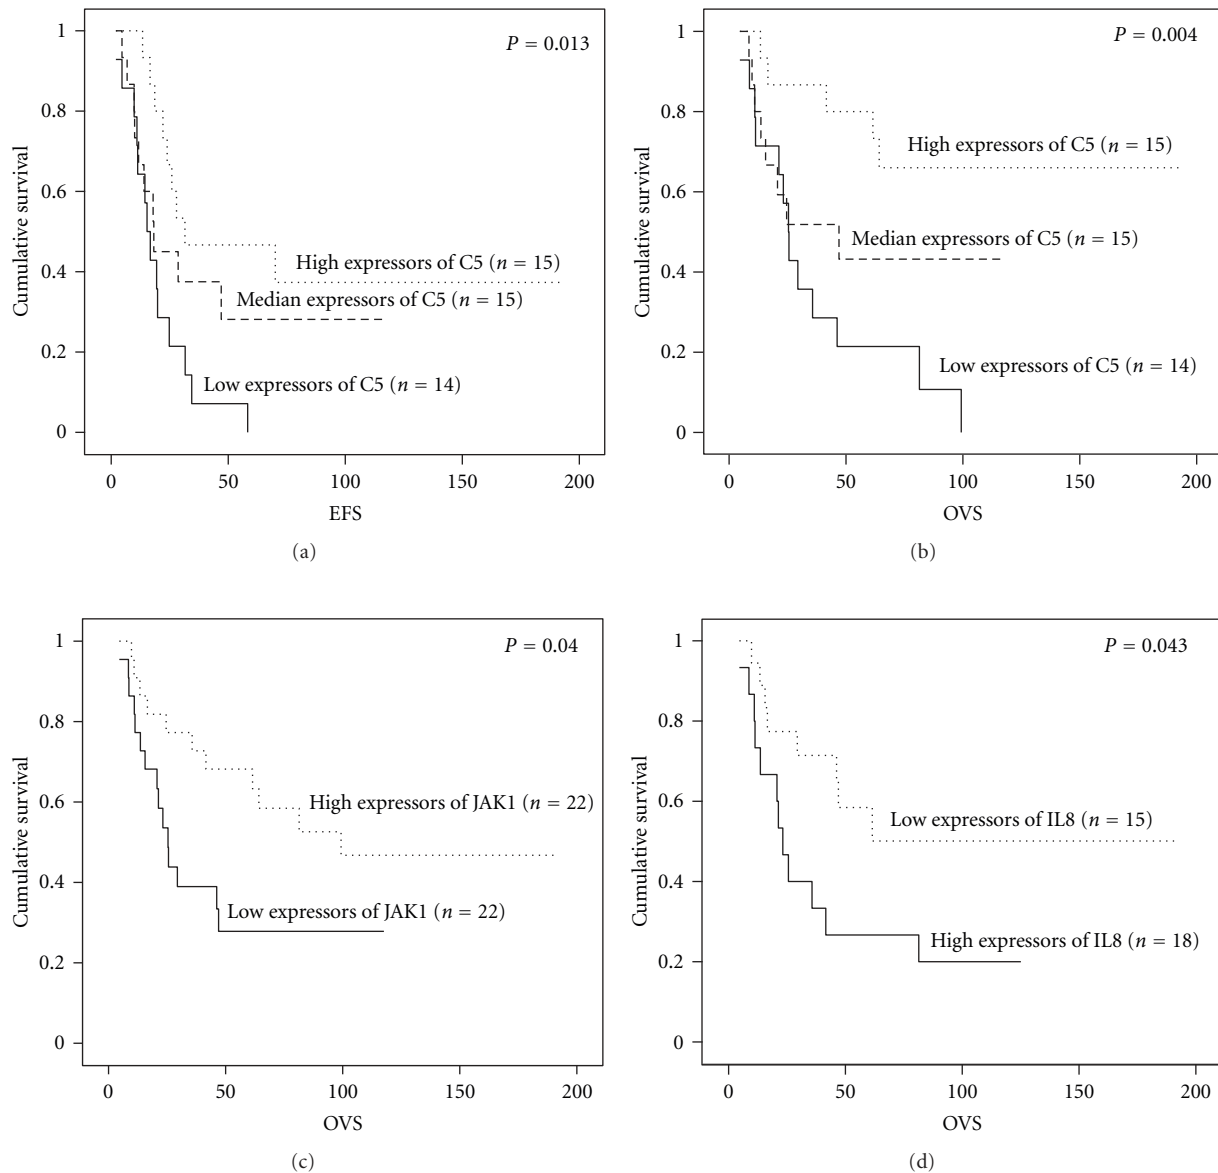 P = 0.013
1
0.8
0.6
0.4
0.2
0
Cumulative survival
High expressors of C5 (n = 15)
Median expressors of C5 (n = 15)
Low expressors of C5 (n = 14)
0 50 100 150 200
EFS
(a)
P = 0.004
1
0.8
0.6
0.4
0.2
0
Cumulative survival
High expressors of C5 (n = 15)
Median expressors of C5 (n = 15)
Low expressors of C5 (n = 14)
0 50 100 150 200
OVS
(b)
P = 0.04
1
0.8
0.6
0.4
0.2
0
Cumulative survival
High expressors of JAK1 (n = 22)
Low expressors of JAK1 (n = 22)
0 50 100 150 200
OVS
(c)
P = 0.043
1
0.8
0.6
0.4
0.2
0
Cumulative survival
Low expressors of IL8 (n = 15)
High expressors of IL8 (n = 18)
0 50 100 150 200
OVS
(d)